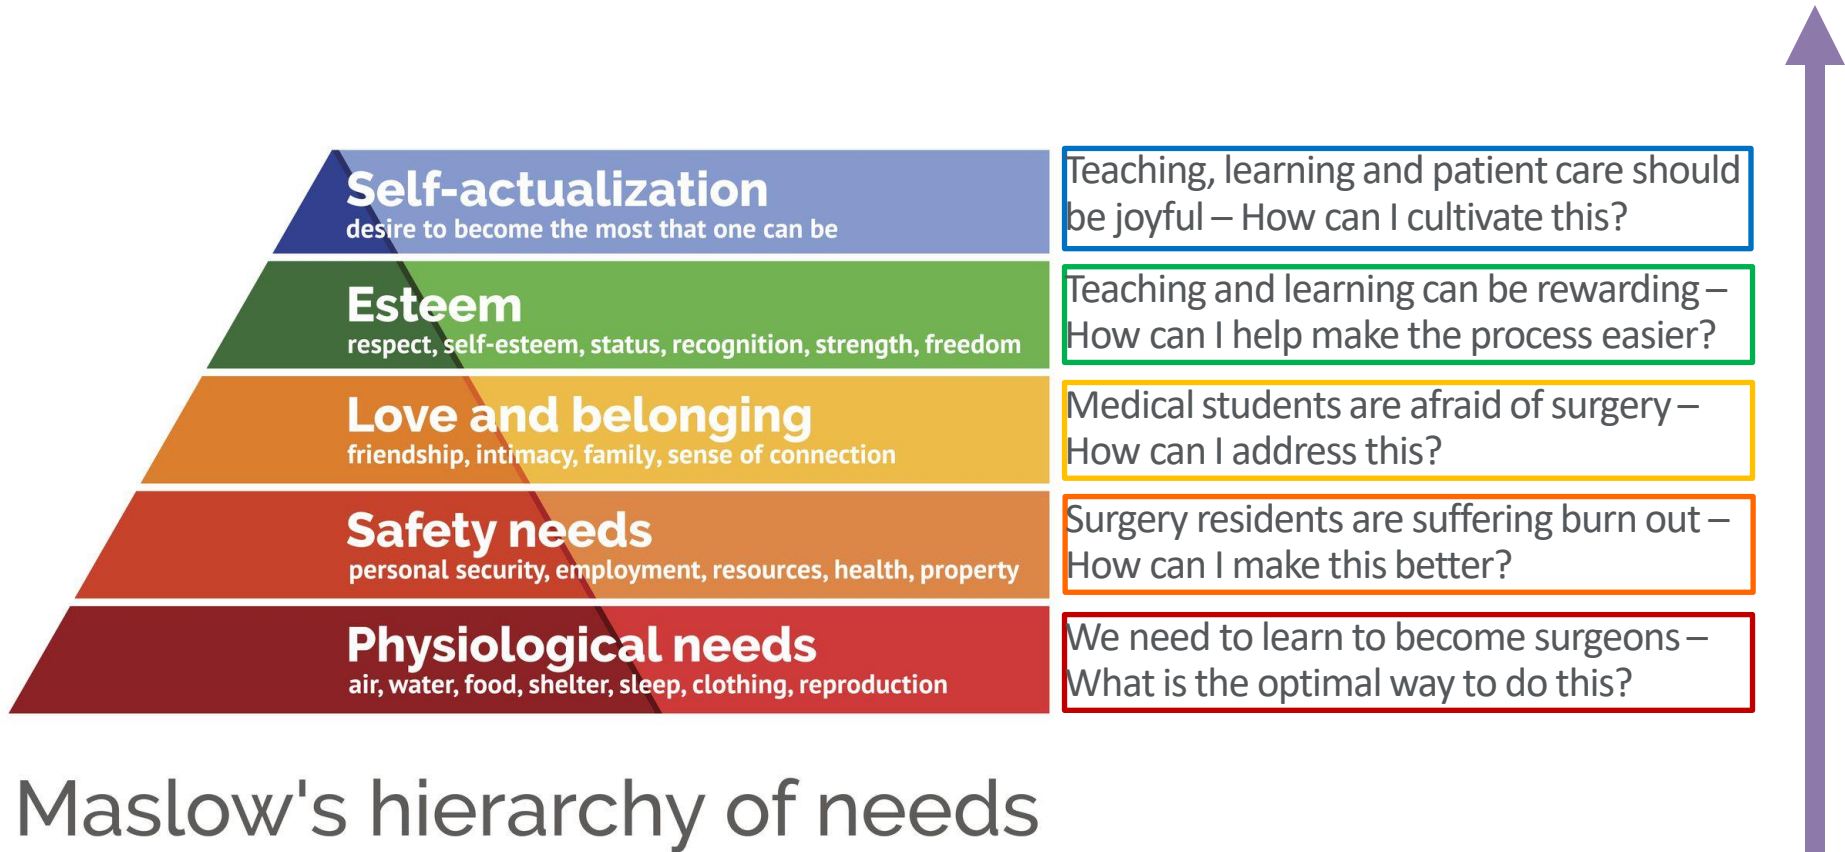 Self-actualization
desire to become the most that one can be
Teaching, learning and patient care should
be joyful – How can I cultivate this?
Esteem
respect, self-esteem, status, recognition, strength, freedom
Teaching and learning can be rewarding –
How can I help make the process easier?
Love and belonging
friendship, intimacy, family, sense of connection
Medical students are afraid of surgery –
How can I address this?
Safety needs
personal security, employment, resources, health, property
Surgery residents are suffering burn out –
How can I make this better?
Physiological needs
air, water, food, shelter, sleep, clothing, reproduction
We need to learn to become surgeons –
What is the optimal way to do this?
Maslow's hierarchy of needs